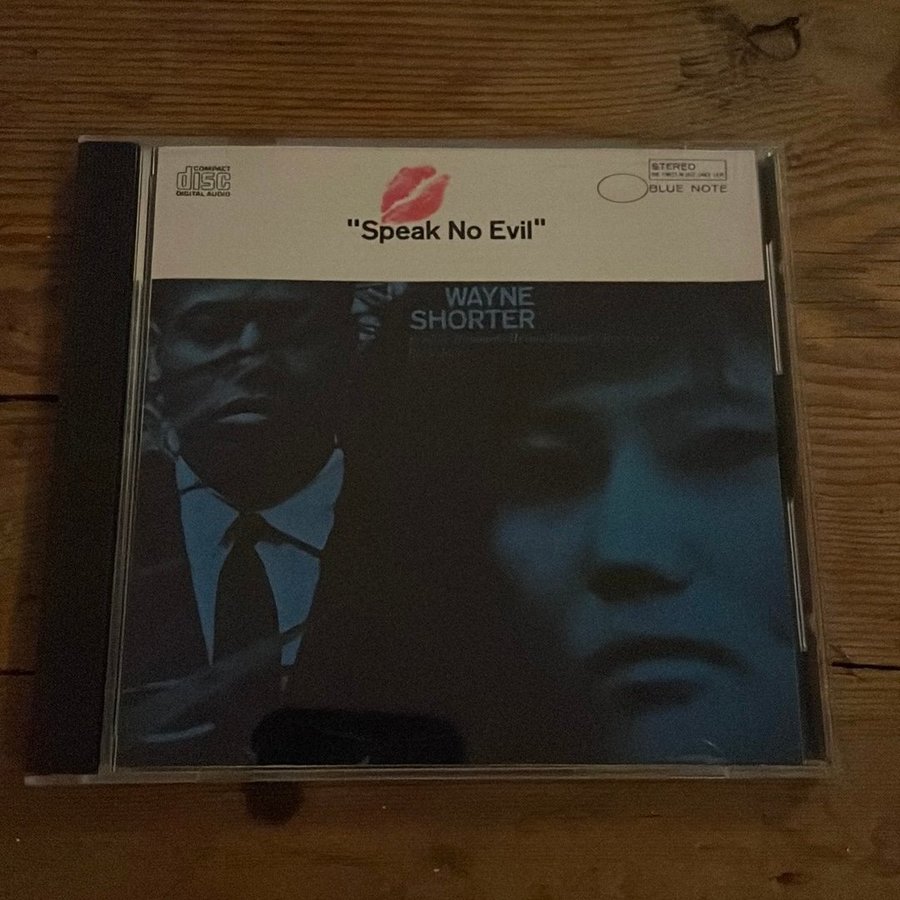 COMPACT
disc
DIGITAL AUDIO
STEREO
BLUE NOTE
"Speak No Evil"
WAYNE
SHORTER